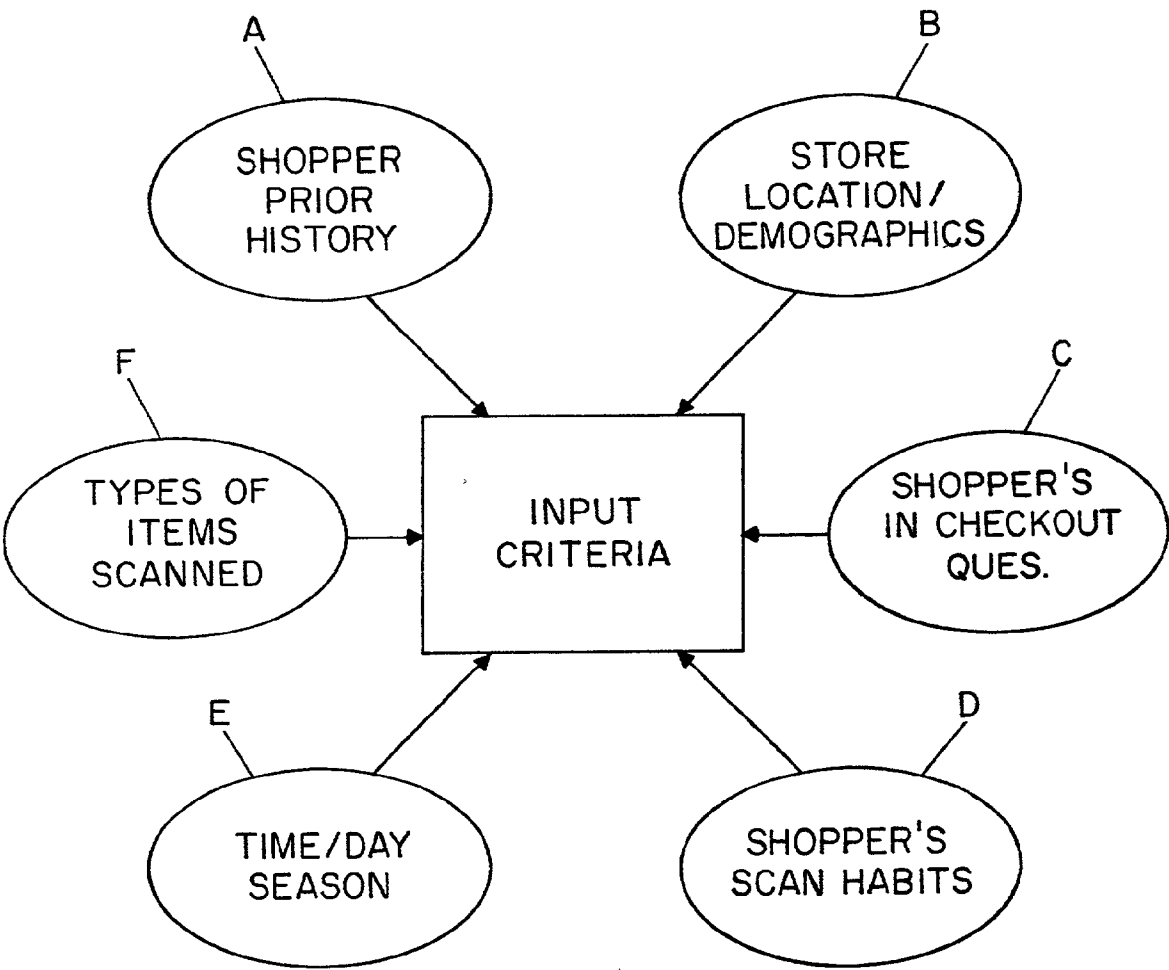 A
SHOPPER
PRIOR
HISTORY
B
STORE
LOCATION/
DEMOGRAPHICS
F
TYPES OF
ITEMS
SCANNED
INPUT
CRITERIA
C
SHOPPER'S
IN CHECKOUT
QUES.
E
TIME/DAY
SEASON
D
SHOPPER'S
SCAN HABITS